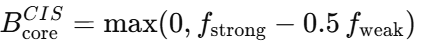 B_core^CIS = max(0, f_strong − 0.5 f_weak)